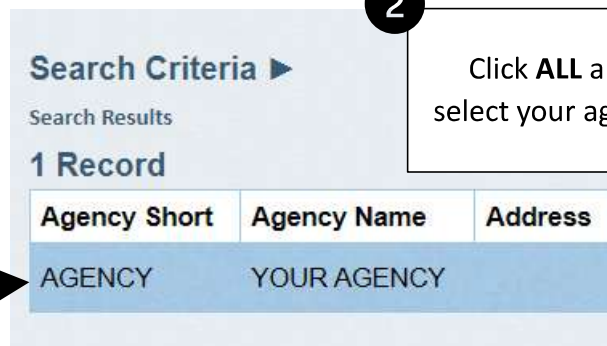 2
Click ALL a
select your ag
Search Criteria ▶
Search Results
1 Record
Agency Short Agency Name Address
AGENCY YOUR AGENCY